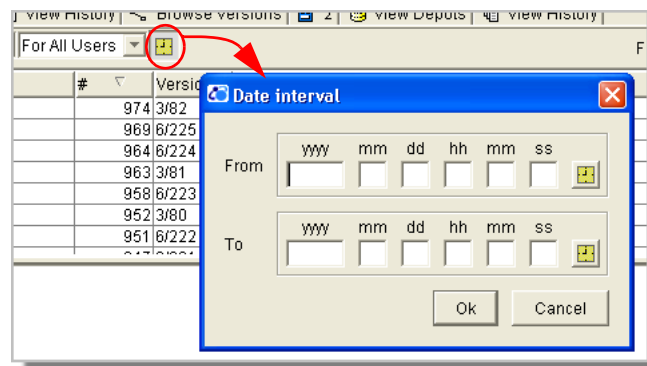 View History Browse Versions 2 View Depots View History
For All Users F
# Versio
974 3/82
969 6/225
964 6/224
963 3/81
958 6/223
952 3/80
951 6/222
Date interval
yyyy mm dd hh mm ss
From
yyyy mm dd hh mm ss
To
Ok Cancel